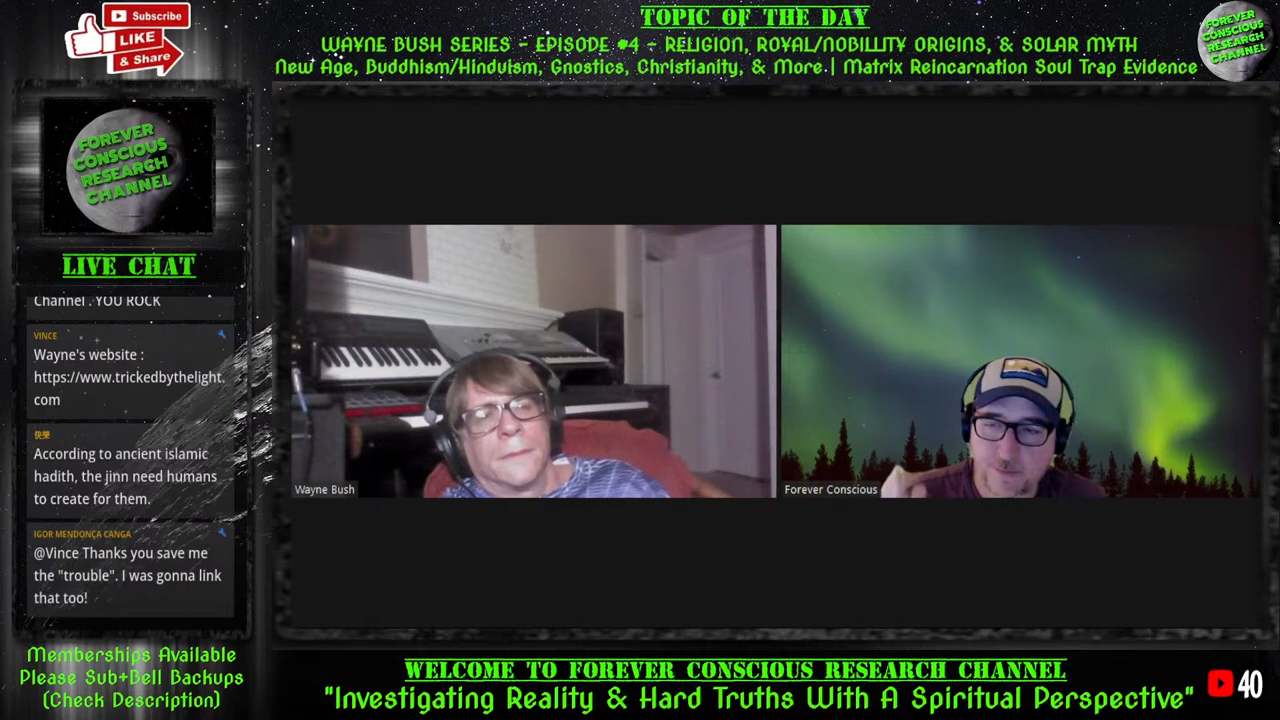 Subscribe
LIKE
& Share
TOPIC OF THE DAY
WAYNE BUSH SERIES - EPISODE #4 - RELIGION, ROYAL/NOBILLITY ORIGINS, & SOLAR MYTH
New Age, Buddhism/Hinduism, Gnostics, Christianity, & More | Matrix Reincarnation Soul Trap Evidence
FOREVER
CONSCIOUS
RESEARCH
CHANNEL
FOREVER
CONSCIOUS
RESEARCH
CHANNEL
LIVE CHAT
Channel . YOU ROCK
VINCE
Wayne's website :
https://www.trickedbythelight.
com
快樂
According to ancient islamic
hadith, the jinn need humans
to create for them.
IGOR MENDONÇA CANGA
@Vince Thanks you save me
the "trouble". I was gonna link
that too!
Wayne Bush
Forever Conscious
Memberships Available
Please Sub+Bell Backups
(Check Description)
WELCOME TO FOREVER CONSCIOUS RESEARCH CHANNEL
"Investigating Reality & Hard Truths With A Spiritual Perspective"
40